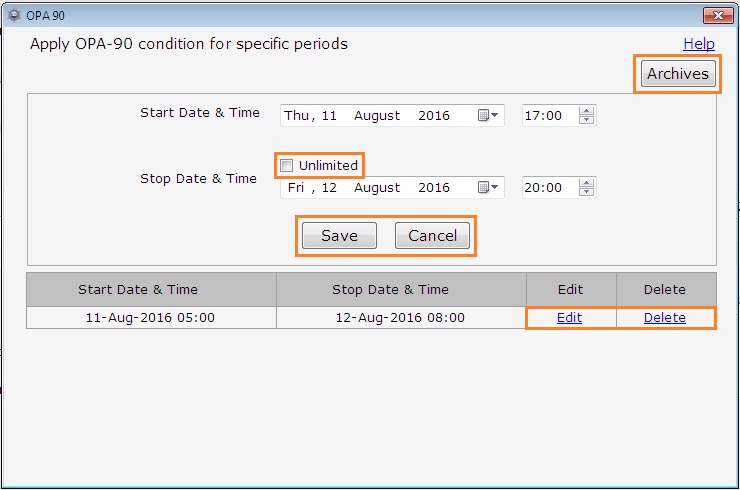 OPA 90
Apply OPA-90 condition for specific periods Help
Archives
Start Date & Time Thu, 11 August 2016 17:00
Unlimited
Stop Date & Time Fri, 12 August 2016 20:00
Save Cancel
Start Date & Time Stop Date & Time Edit Delete
11-Aug-2016 05:00 12-Aug-2016 08:00 Edit Delete